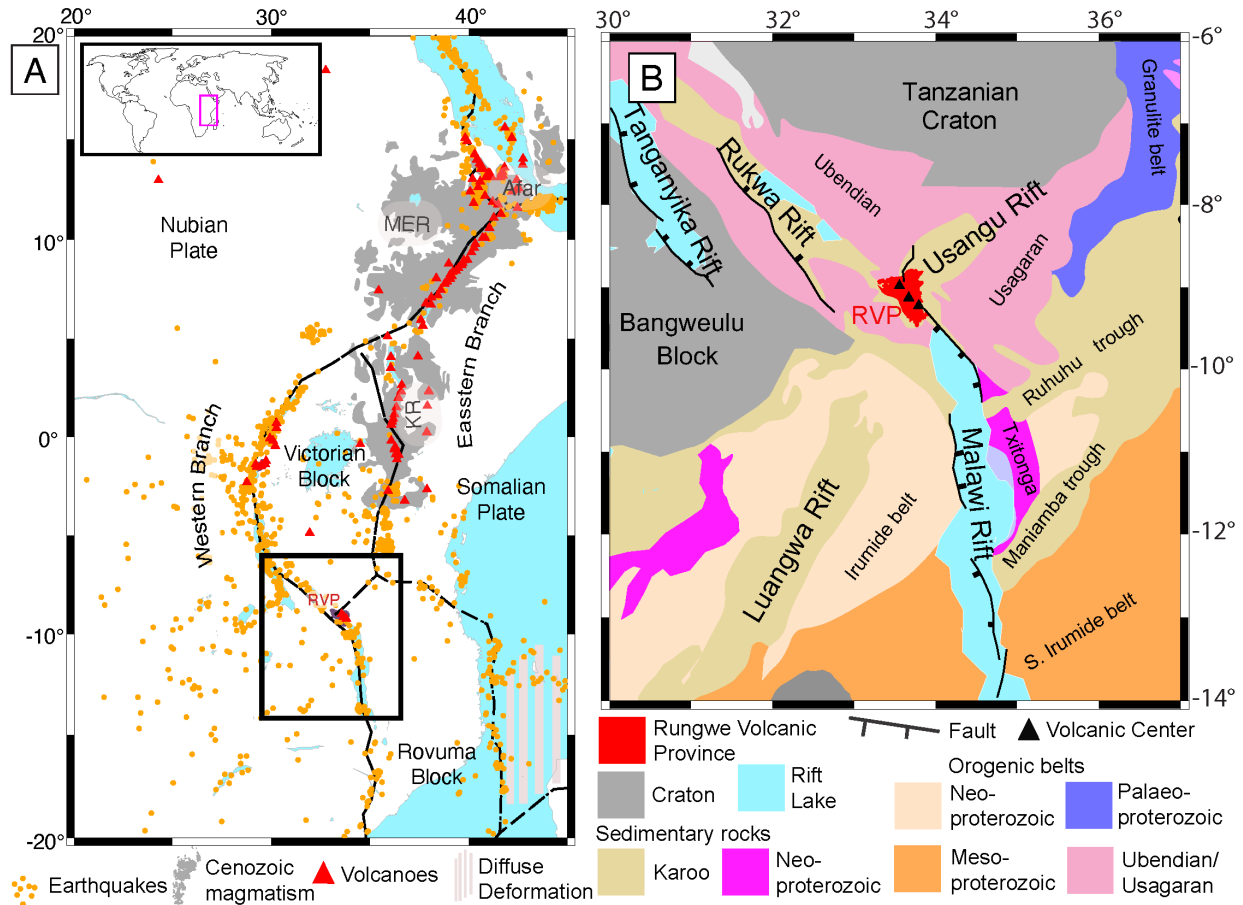 20°
30°
40°
20°
10°
0°
-10°
-20°
A
Nubian
Plate
MER
Afar
Easstern Branch
KR
Western Branch
Victorian
Block
Somalian
Plate
RVP
Rovuma
Block
Earthquakes
Cenozoic
magmatism
Volcanoes
Diffuse
Deformation
30°
32°
34°
36°
-6°
-8°
-10°
-12°
-14°
B
Tanzanian
Craton
Granulite belt
Tanganyika Rift
Rukwa Rift
Ubendian
Usangu Rift
Usagaran
RVP
Bangweulu
Block
Ruhuhu trough
Txitonga
Malawi Rift
Maniamba trough
Luangwa Rift
Irumide belt
S. Irumide belt
Rungwe Volcanic
Province
Fault
Volcanic Center
Craton
Rift
Lake
Orogenic belts
Neo-
proterozoic
Palaeo-
proterozoic
Sedimentary rocks
Karoo
Neo-
proterozoic
Meso-
proterozoic
Ubendian/
Usagaran